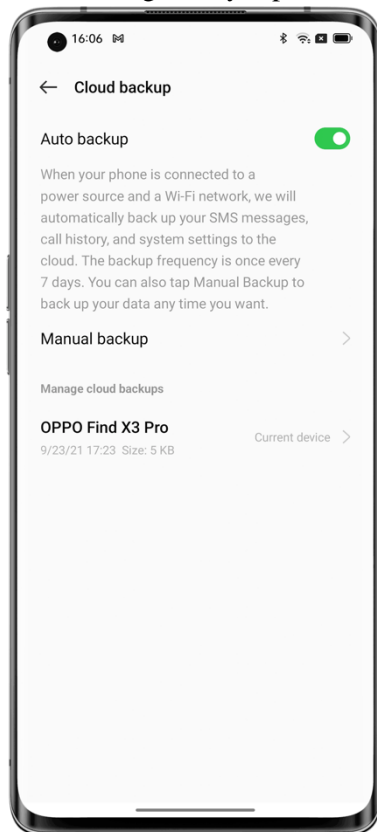 16:06
Cloud backup
Auto backup
When your phone is connected to a
power source and a Wi-Fi network, we will
automatically back up your SMS messages,
call history, and system settings to the
cloud. The backup frequency is once every
7 days. You can also tap Manual Backup to
back up your data any time you want.
Manual backup
Manage cloud backups
OPPO Find X3 Pro
Current device
9/23/21 17:23 Size: 5 KB